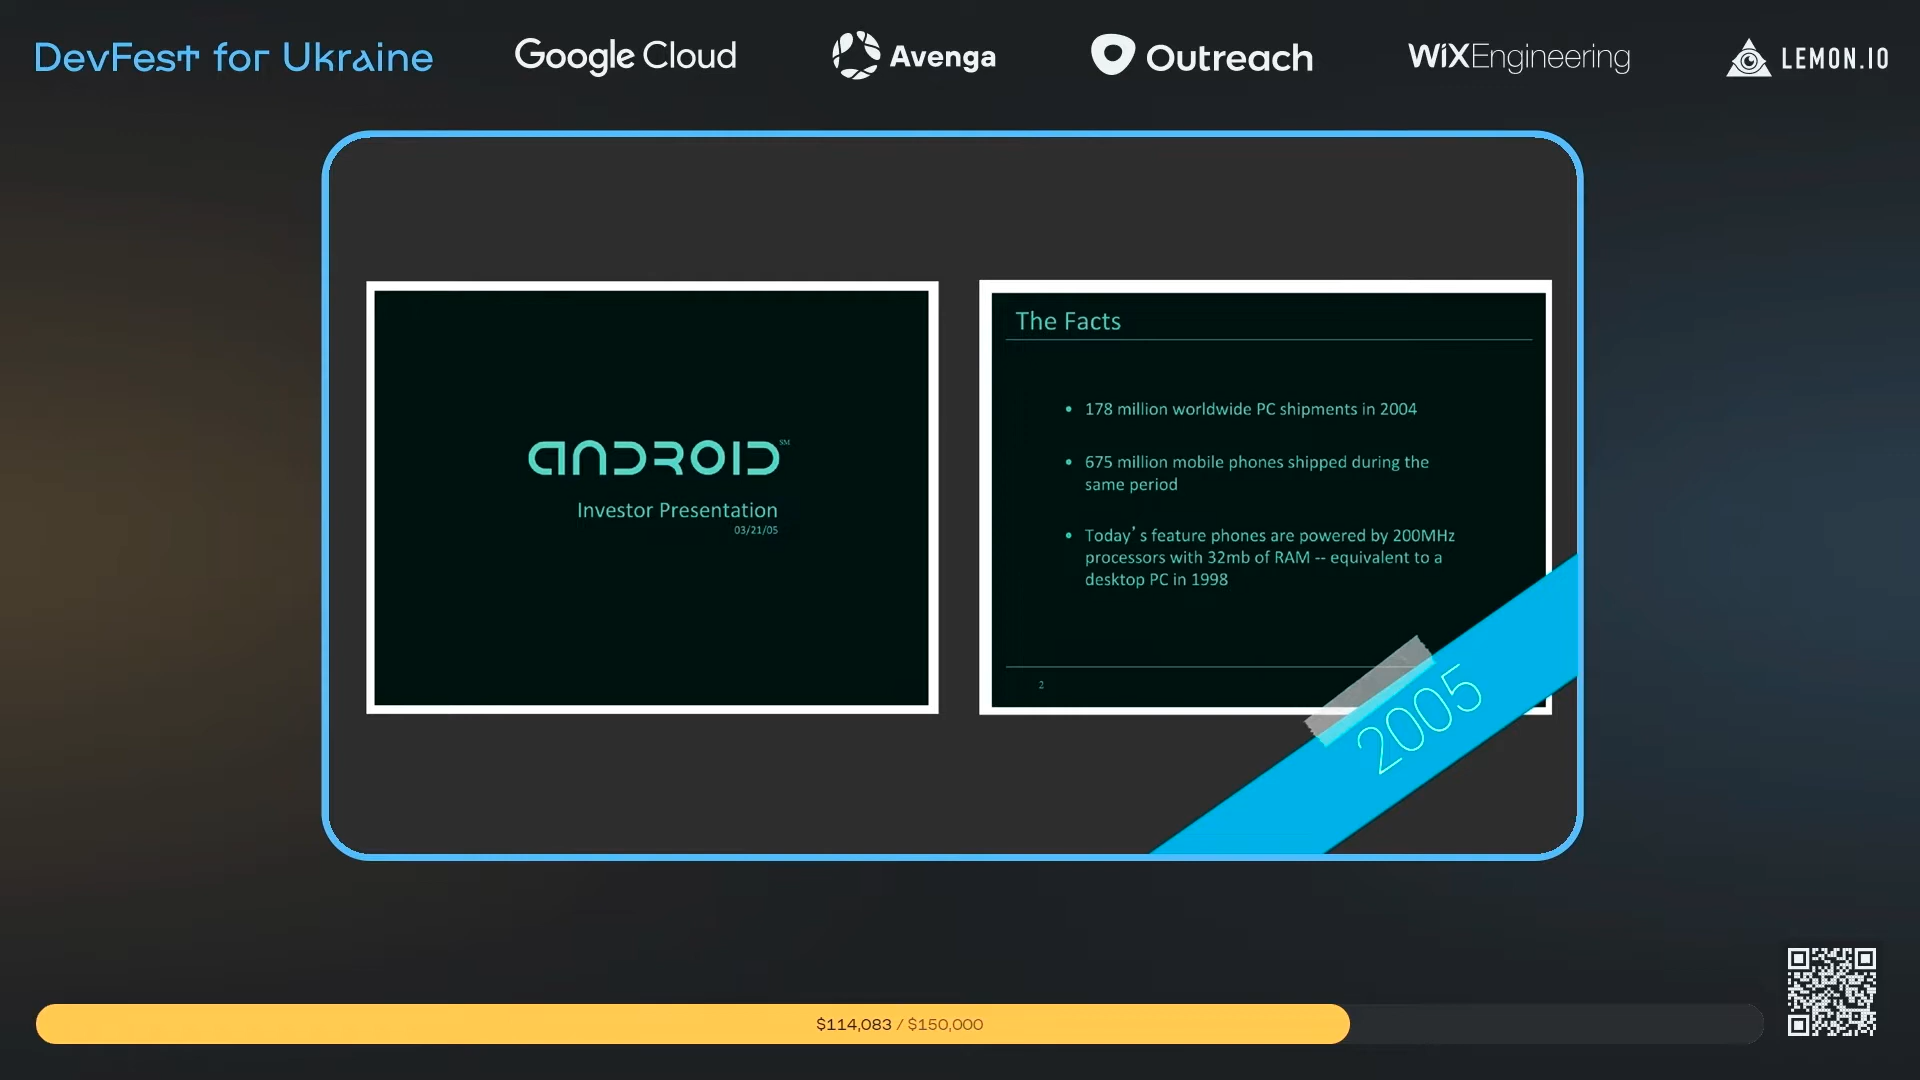 DevFest for Ukraine
Google Cloud
Avenga
Outreach
WiXEngineering
LEMON.IO
ANDROID SM
Investor Presentation
03/21/05
The Facts
• 178 million worldwide PC shipments in 2004
• 675 million mobile phones shipped during the
same period
• Today's feature phones are powered by 200MHz
processors with 32mb of RAM -- equivalent to a
desktop PC in 1998
2
2005
$114,083 / $150,000